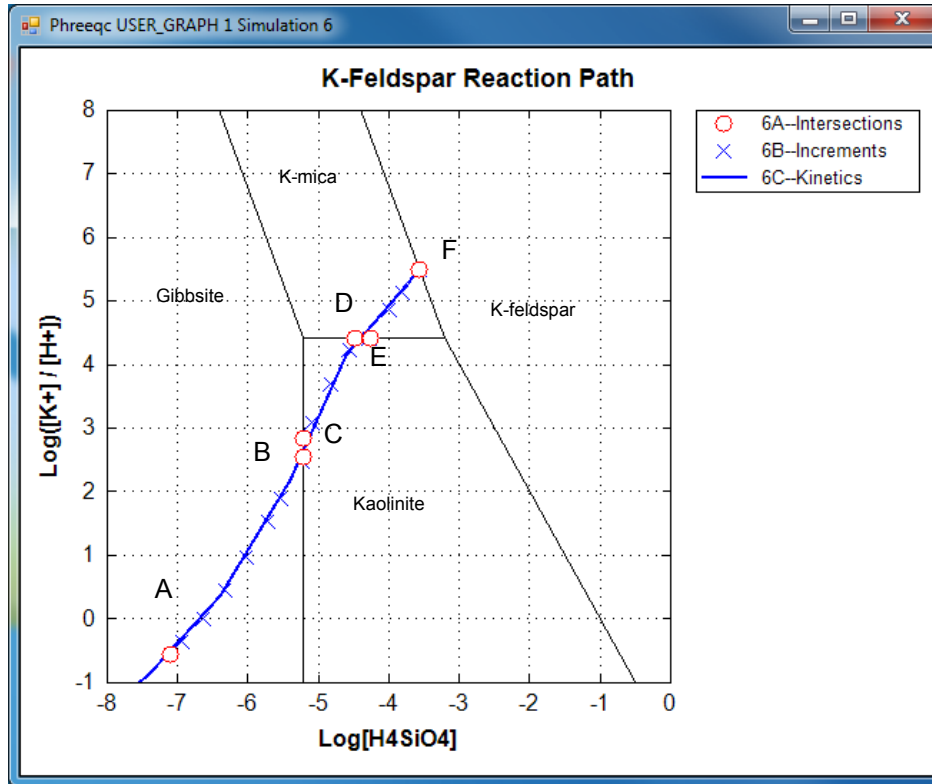 Phreeqc USER_GRAPH 1 Simulation 6
K-Feldspar Reaction Path
6A--Intersections
6B--Increments
6C--Kinetics
8
7
6
5
4
3
2
1
0
-1
Log([K+] / [H+])
K-mica
F
Gibbsite
D
K-feldspar
E
B
C
Kaolinite
A
-8 -7 -6 -5 -4 -3 -2 -1 0
Log[H4SiO4]